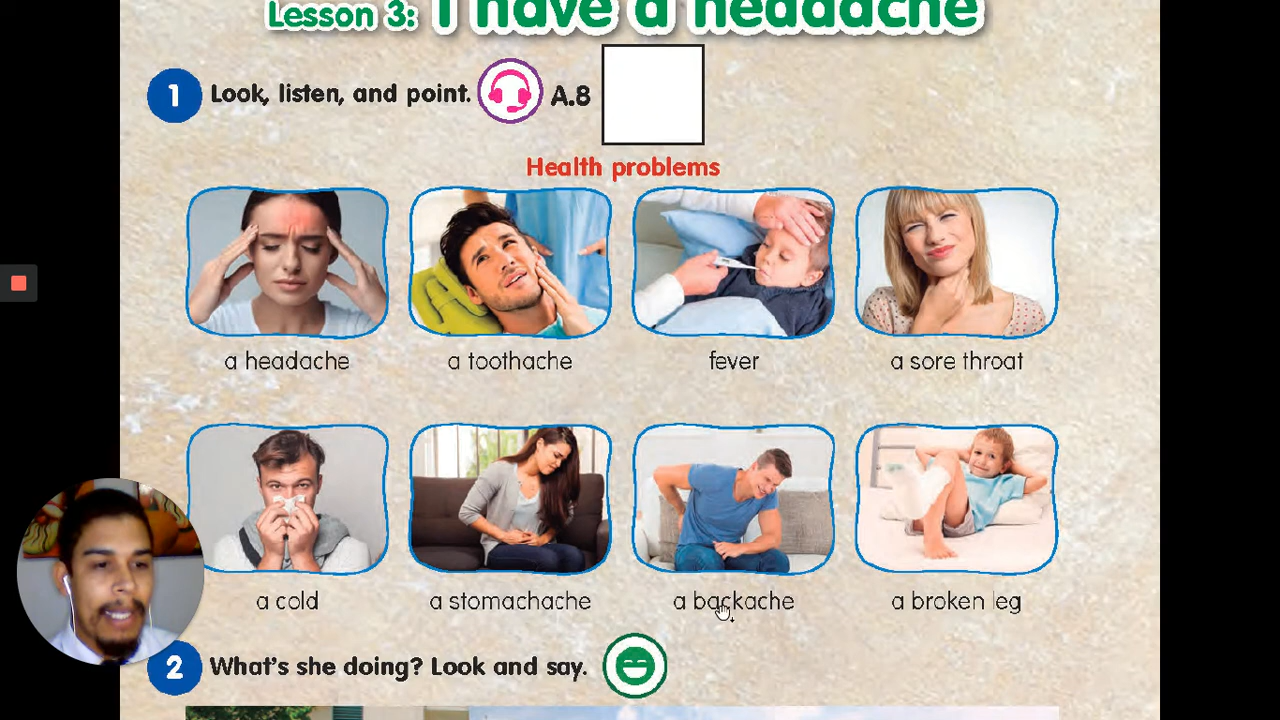 Lesson 3: I have a headache
1 Look, listen, and point. A.8
Health problems
a headache a toothache fever a sore throat
a cold a stomachache a backache a broken leg
2 What's she doing? Look and say.